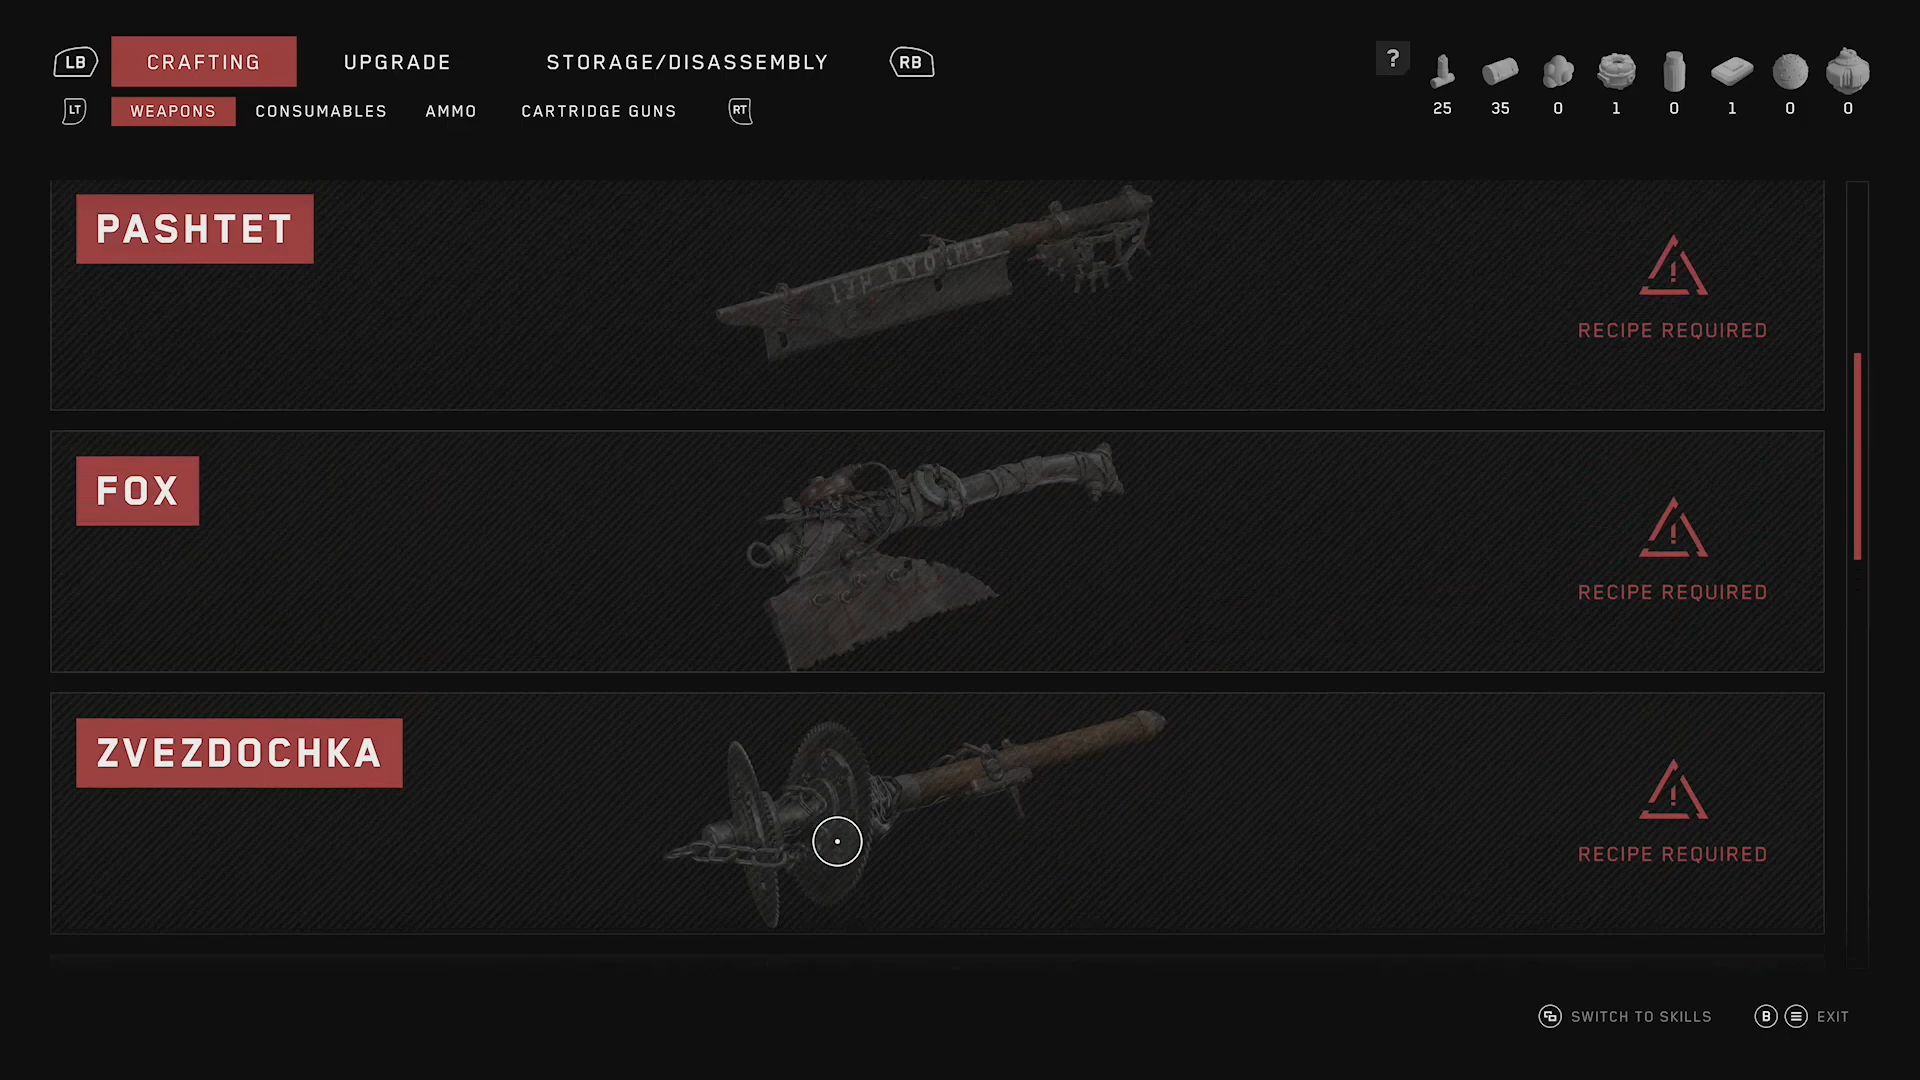 LB CRAFTING UPGRADE STORAGE/DISASSEMBLY RB ?
LT WEAPONS CONSUMABLES AMMO CARTRIDGE GUNS RT
25 35 0 1 0 1 0 0
PASHTET
RECIPE REQUIRED
FOX
RECIPE REQUIRED
ZVEZDOCHKA
RECIPE REQUIRED
SWITCH TO SKILLS B EXIT